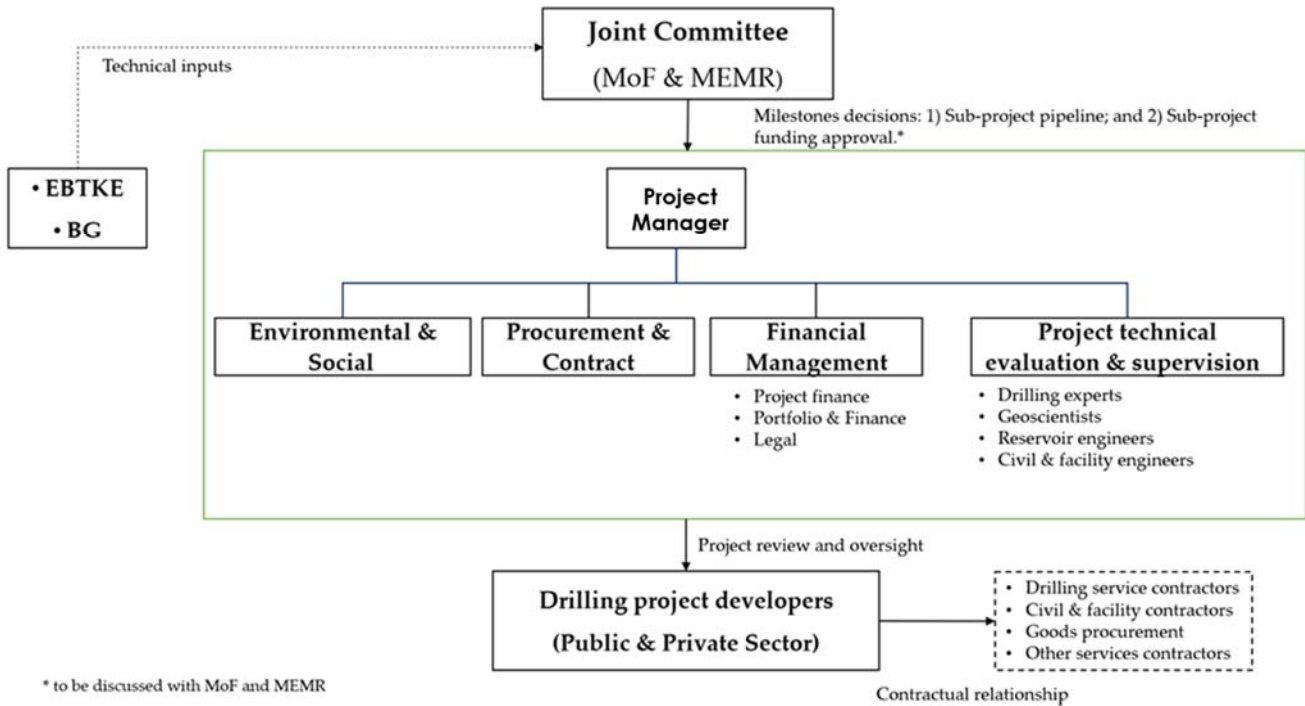 Joint Committee
(MoF & MEMR)
Technical inputs
Milestones decisions: 1) Sub-project pipeline; and 2) Sub-project
funding approval.*
• EBTKE
• BG
Project
Manager
Environmental &
Social
Procurement &
Contract
Financial
Management
• Project finance
• Portfolio & Finance
• Legal
Project technical
evaluation & supervision
• Drilling experts
• Geoscientists
• Reservoir engineers
• Civil & facility engineers
Project review and oversight
Drilling project developers
(Public & Private Sector)
• Drilling service contractors
• Civil & facility contractors
• Goods procurement
• Other services contractors
* to be discussed with MoF and MEMR
Contractual relationship